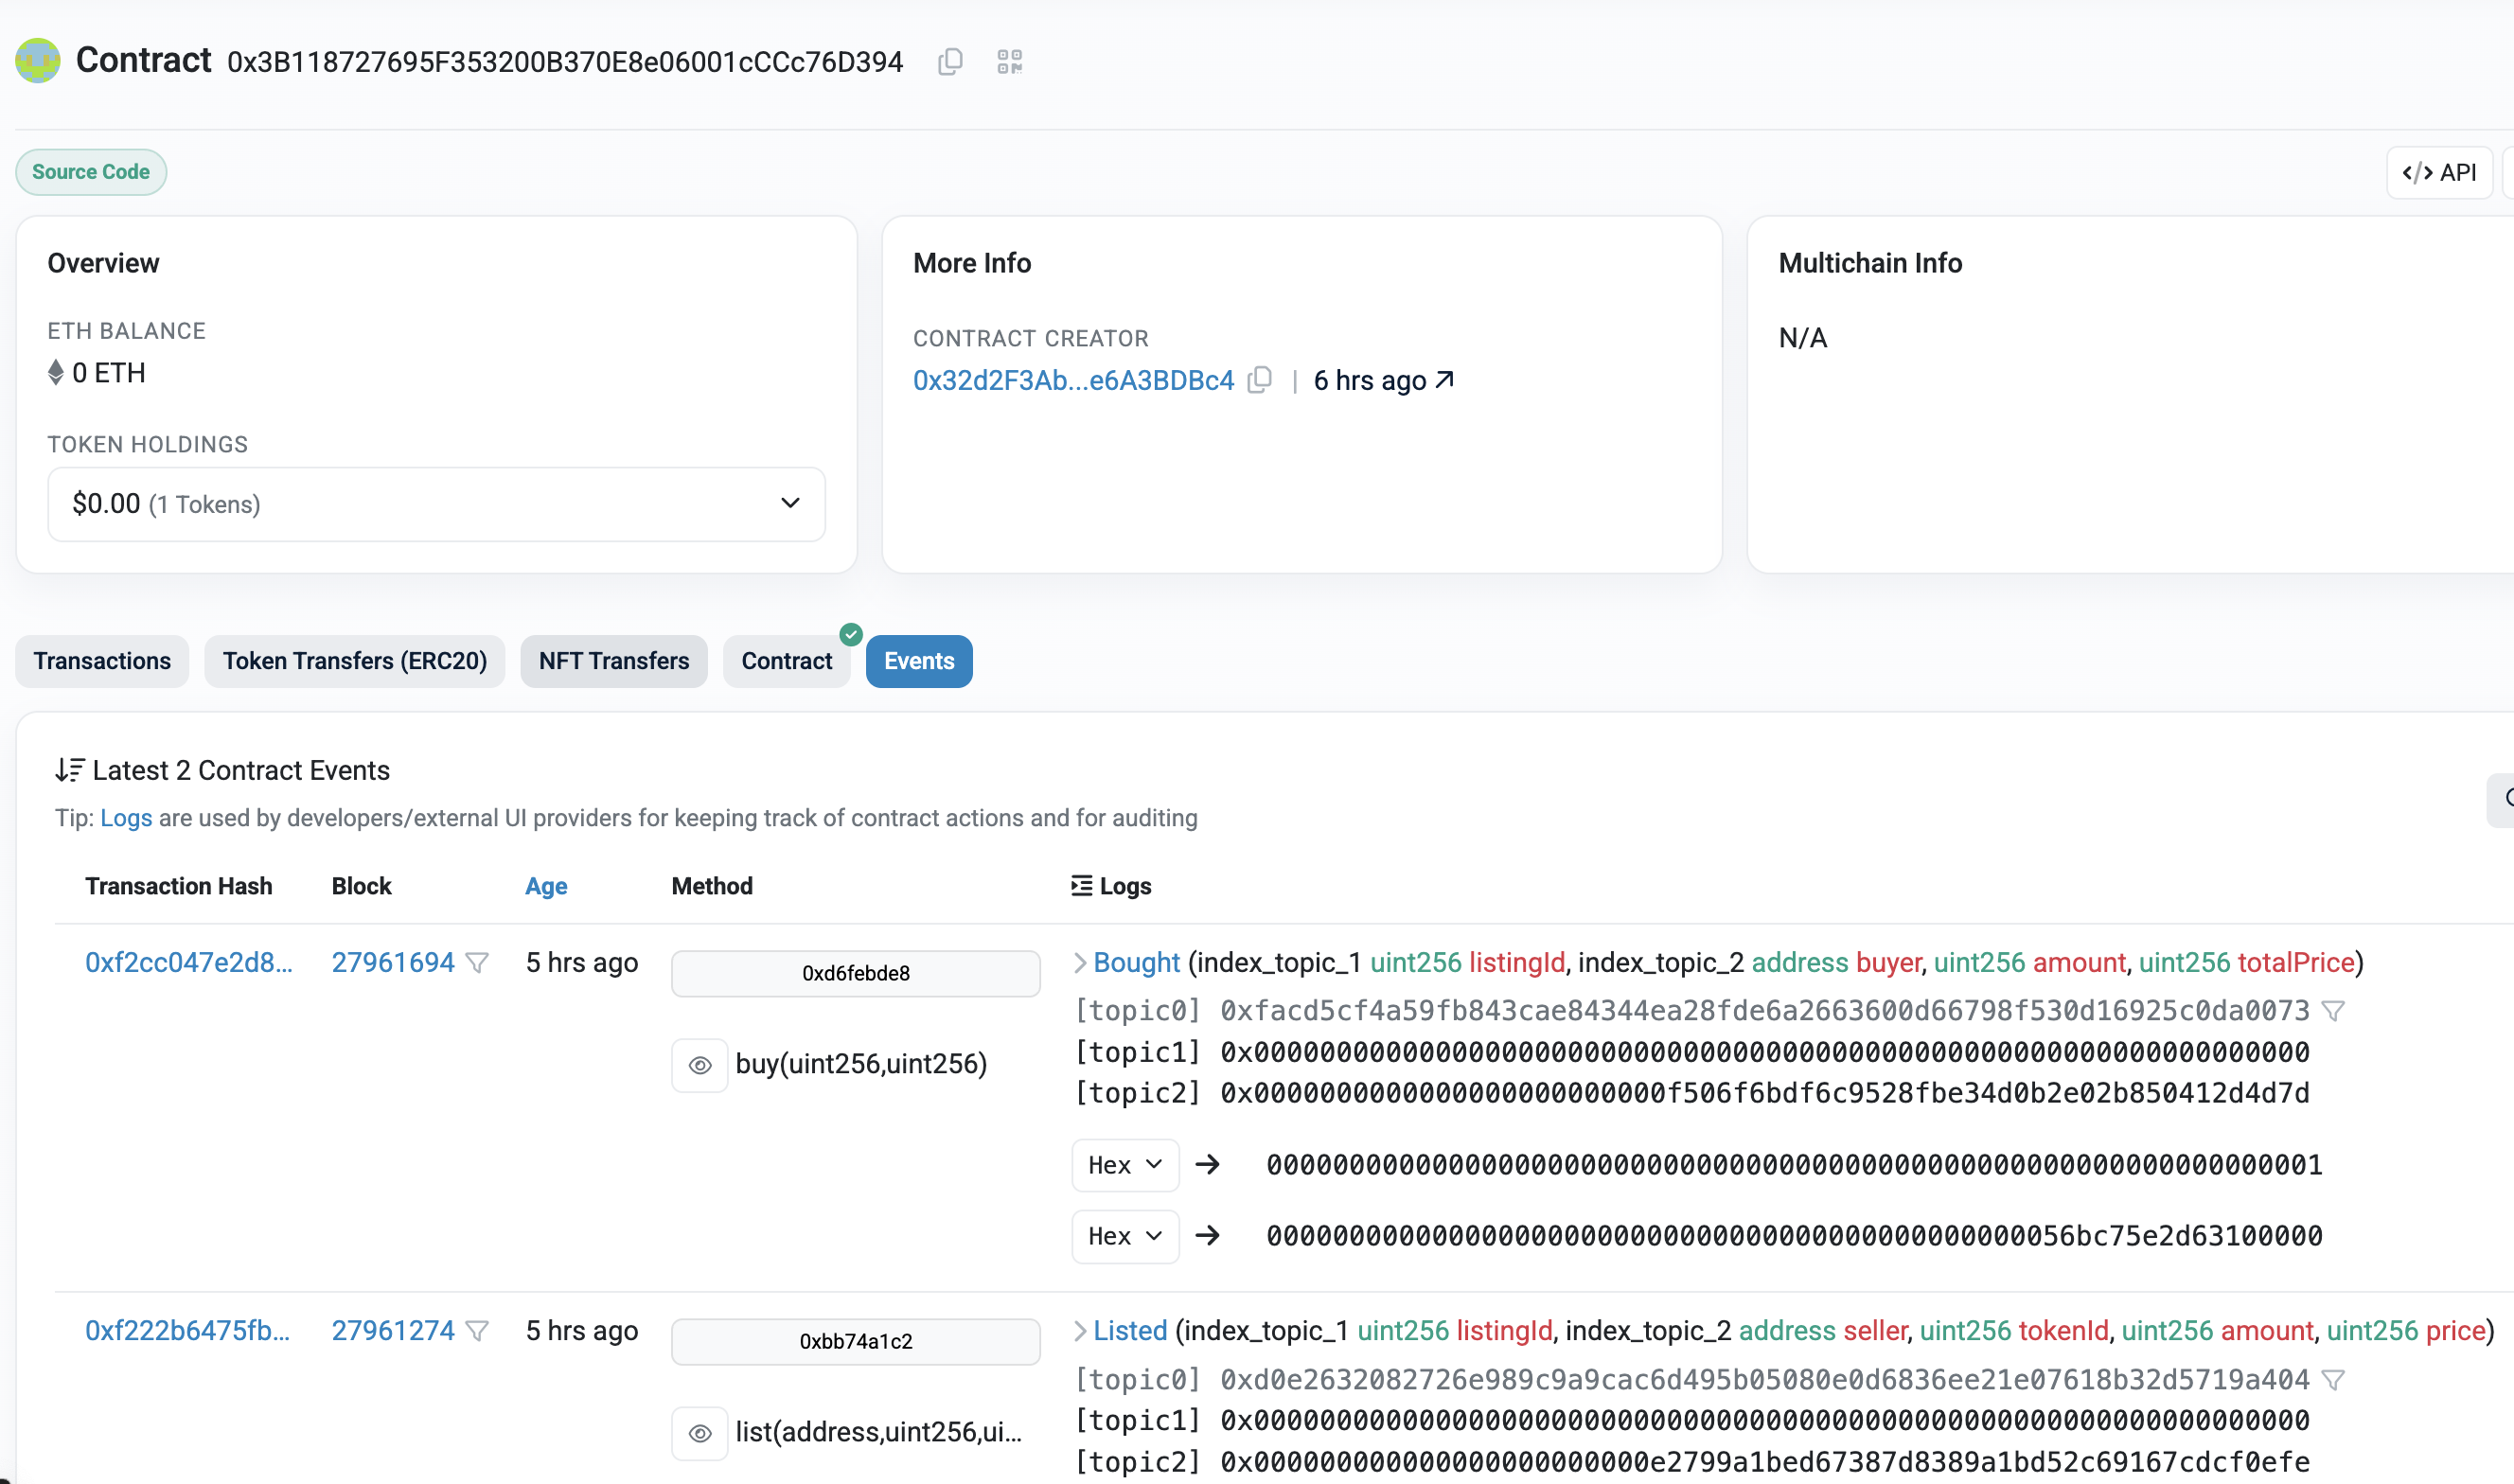 Contract 0x3B118727695F353200B370E8e06001cCCc76D394
Source Code
</> API
Overview
ETH BALANCE
0 ETH
TOKEN HOLDINGS
$0.00 (1 Tokens)
More Info
CONTRACT CREATOR
0x32d2F3Ab...e6A3BDBc4 | 6 hrs ago
Multichain Info
N/A
Transactions Token Transfers (ERC20) NFT Transfers Contract Events
Latest 2 Contract Events
Tip: Logs are used by developers/external UI providers for keeping track of contract actions and for auditing
Transaction Hash Block Age Method Logs
0xf2cc047e2d8... 27961694 5 hrs ago 0xd6febde8 Bought (index_topic_1 uint256 listingId, index_topic_2 address buyer, uint256 amount, uint256 totalPrice)
[topic0] 0xfacd5cf4a59fb843cae84344ea28fde6a2663600d66798f530d16925c0da0073
buy(uint256,uint256)
[topic1] 0x0000000000000000000000000000000000000000000000000000000000000000
[topic2] 0x000000000000000000000000f506f6bdf6c9528fbe34d0b2e02b850412d4d7d
Hex 0000000000000000000000000000000000000000000000000000000000000001
Hex 0000000000000000000000000000000000000000000000056bc75e2d63100000
0xf222b6475fb... 27961274 5 hrs ago 0xbb74a1c2 Listed (index_topic_1 uint256 listingId, index_topic_2 address seller, uint256 tokenId, uint256 amount, uint256 price)
[topic0] 0xd0e2632082726e989c9a9cac6d495b05080e0d6836ee21e07618b32d5719a404
list(address,uint256,ui...
[topic1] 0x0000000000000000000000000000000000000000000000000000000000000000
[topic2] 0x000000000000000000000000e2799a1bed67387d8389a1bd52c69167cdcf0efe